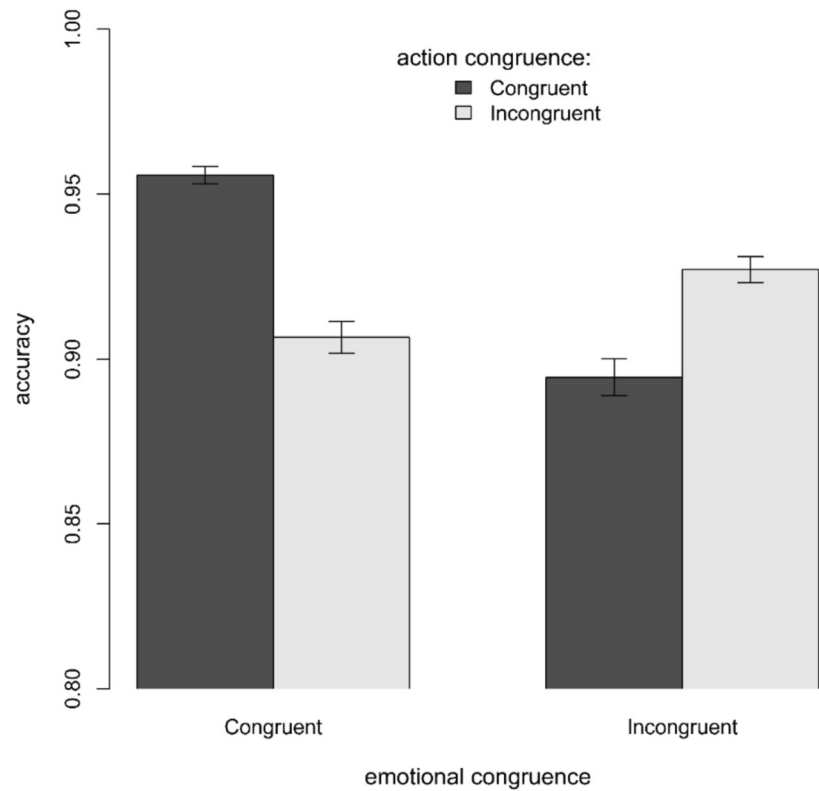 action congruence:
Congruent
Incongruent
1.00
0.95
0.90
0.85
0.80
accuracy
Congruent
Incongruent
emotional congruence